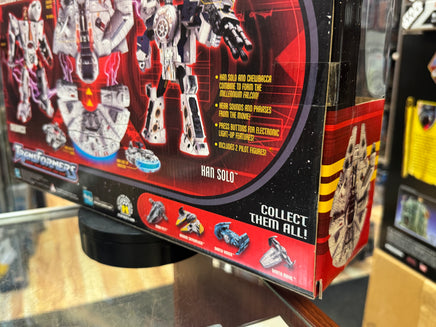 • HAN SOLO AND CHEWBACCA
COMBINE TO FORM THE
MILLENNIUM FALCON!
• HEAR SOUNDS AND PHRASES
FROM THE MOVIE!
• PRESS BUTTONS FOR ELECTRONIC
LIGHT-UP FEATURES!
• INCLUDES 2 PILOT FIGURES!
HAN SOLO
TRANSFORMERS
COLLECT
THEM ALL!